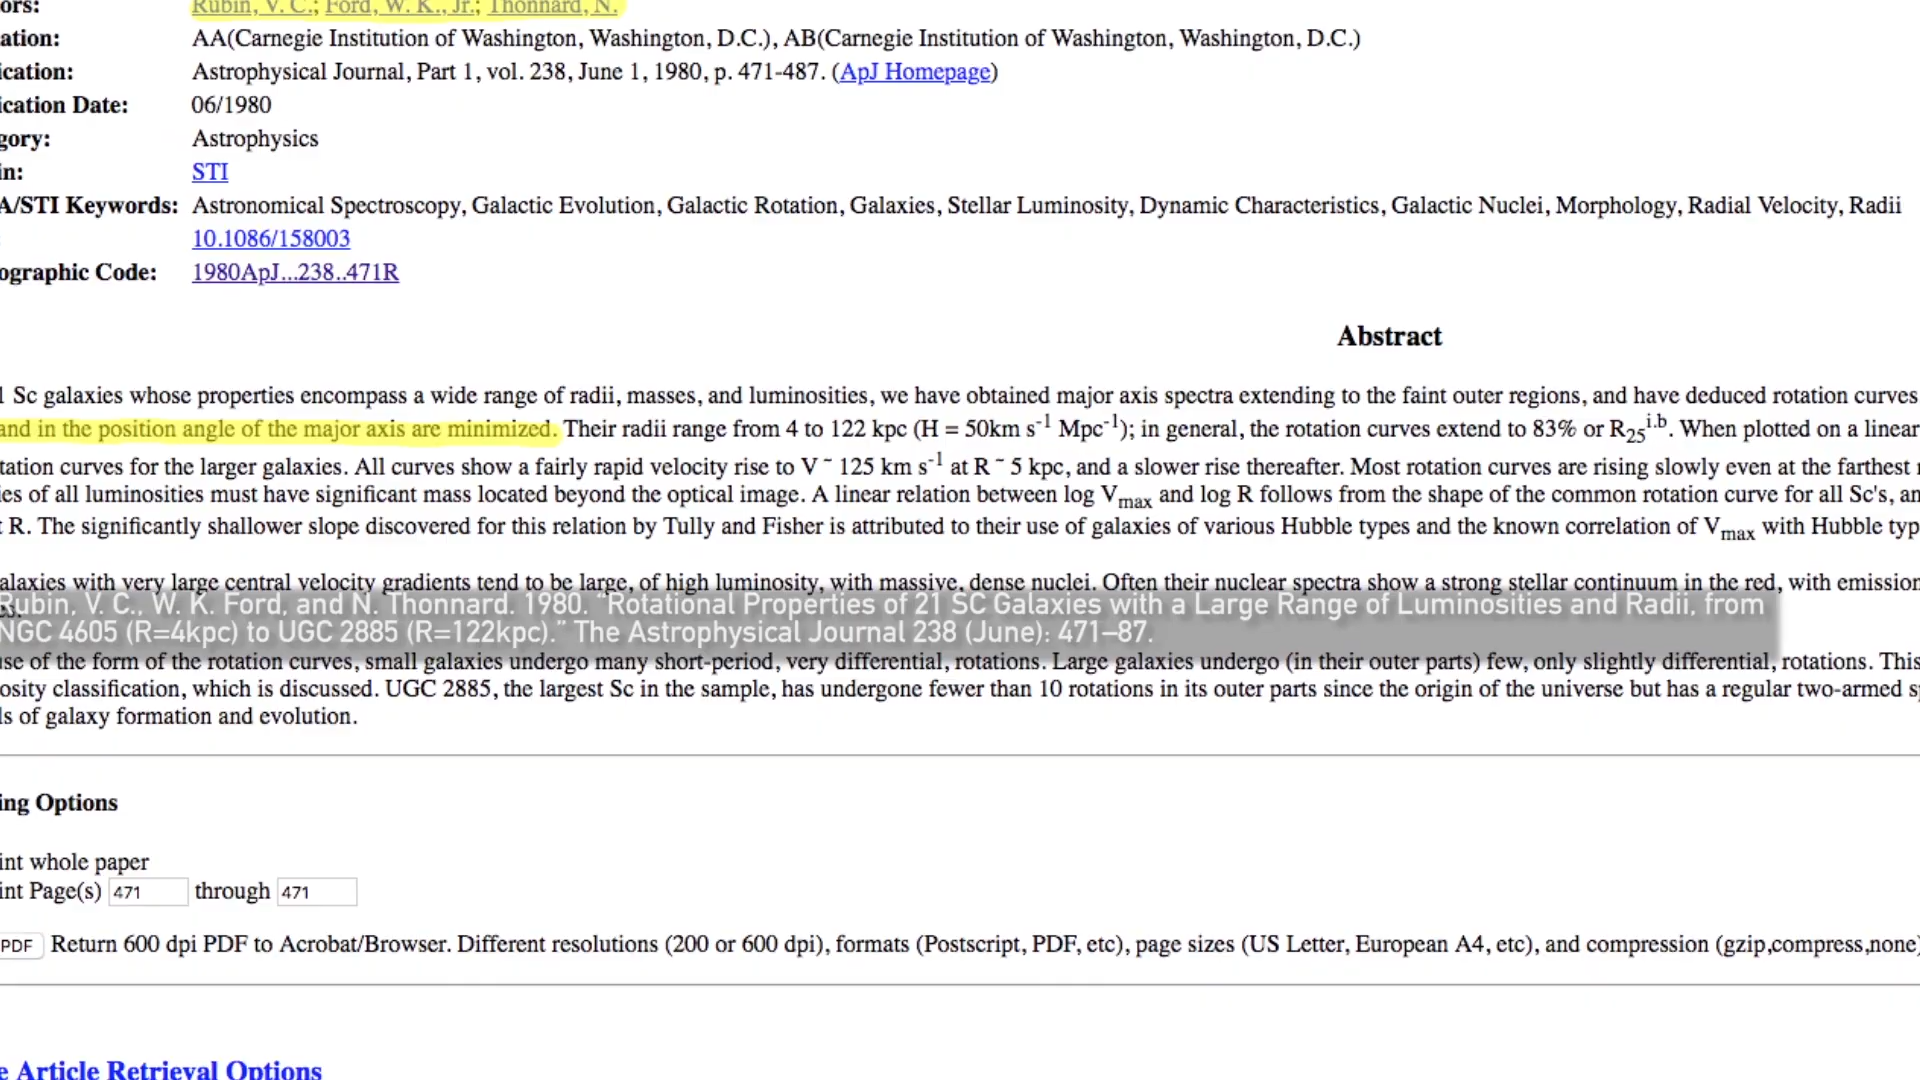 ors: Rubin, V. C.; Ford, W. K., Jr.; Thonnard, N.
ation: AA(Carnegie Institution of Washington, Washington, D.C.), AB(Carnegie Institution of Washington, Washington, D.C.)
ication: Astrophysical Journal, Part 1, vol. 238, June 1, 1980, p. 471-487. (ApJ Homepage)
ication Date: 06/1980
gory: Astrophysics
in: STI
A/STI Keywords: Astronomical Spectroscopy, Galactic Evolution, Galactic Rotation, Galaxies, Stellar Luminosity, Dynamic Characteristics, Galactic Nuclei, Morphology, Radial Velocity, Radii
: 10.1086/158003
ographic Code: 1980ApJ...238..471R
Abstract
1 Sc galaxies whose properties encompass a wide range of radii, masses, and luminosities, we have obtained major axis spectra extending to the faint outer regions, and have deduced rotation curves
and in the position angle of the major axis are minimized. Their radii range from 4 to 122 kpc (H = 50km s-1 Mpc-1); in general, the rotation curves extend to 83% or R25i.b. When plotted on a linear
tation curves for the larger galaxies. All curves show a fairly rapid velocity rise to V ~ 125 km s-1 at R ~ 5 kpc, and a slower rise thereafter. Most rotation curves are rising slowly even at the farthest
ies of all luminosities must have significant mass located beyond the optical image. A linear relation between log Vmax and log R follows from the shape of the common rotation curve for all Sc's, an
t R. The significantly shallower slope discovered for this relation by Tully and Fisher is attributed to their use of galaxies of various Hubble types and the known correlation of Vmax with Hubble typ
alaxies with very large central velocity gradients tend to be large, of high luminosity, with massive, dense nuclei. Often their nuclear spectra show a strong stellar continuum in the red, with emission
Rubin, V. C., W. K. Ford, and N. Thonnard. 1980. “Rotational Properties of 21 SC Galaxies with a Large Range of Luminosities and Radii, from
NGC 4605 (R=4kpc) to UGC 2885 (R=122kpc).” The Astrophysical Journal 238 (June): 471–87.
use of the form of the rotation curves, small galaxies undergo many short-period, very differential, rotations. Large galaxies undergo (in their outer parts) few, only slightly differential, rotations. This
osity classification, which is discussed. UGC 2885, the largest Sc in the sample, has undergone fewer than 10 rotations in its outer parts since the origin of the universe but has a regular two-armed s
ls of galaxy formation and evolution.
ing Options
int whole paper
int Page(s) 471 through 471
PDF Return 600 dpi PDF to Acrobat/Browser. Different resolutions (200 or 600 dpi), formats (Postscript, PDF, etc), page sizes (US Letter, European A4, etc), and compression (gzip,compress,none)
e Article Retrieval Options